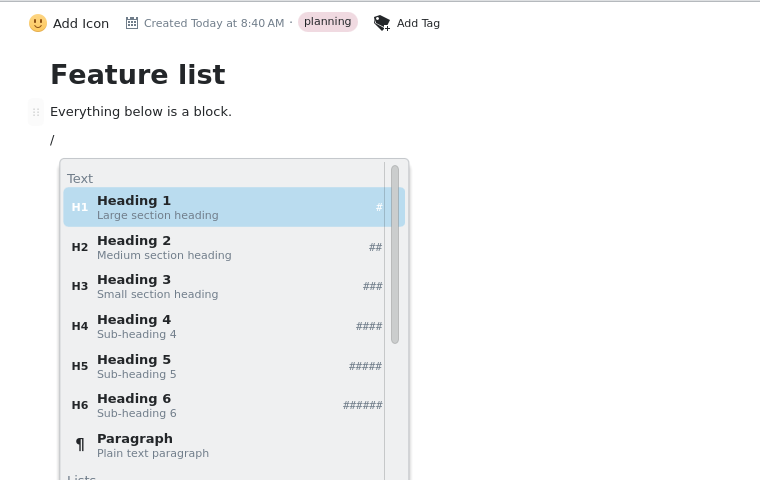 Add Icon Created Today at 8:40 AM · planning Add Tag
Feature list
Everything below is a block.
/
Text
H1 Heading 1 #
Large section heading
H2 Heading 2 ##
Medium section heading
H3 Heading 3 ###
Small section heading
H4 Heading 4 ####
Sub-heading 4
H5 Heading 5 #####
Sub-heading 5
H6 Heading 6 ######
Sub-heading 6
¶ Paragraph
Plain text paragraph
Lists